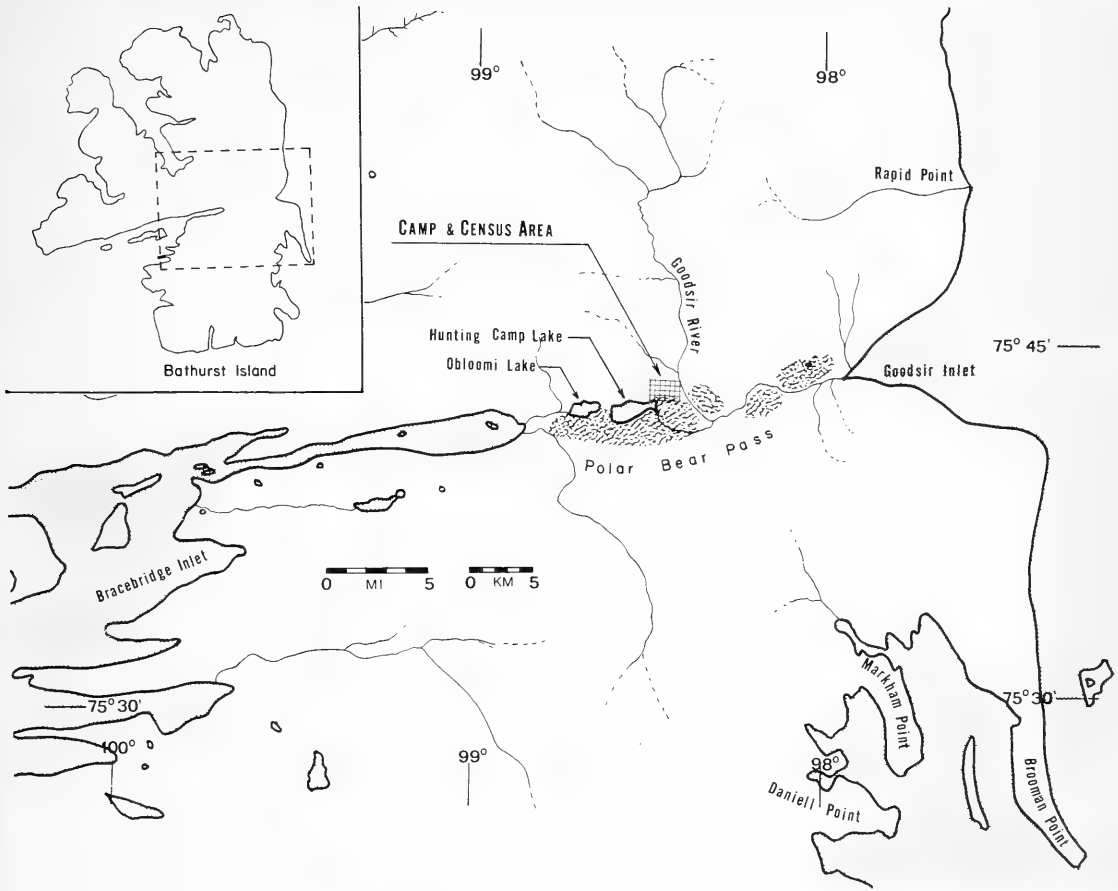 99°
98°
Rapid Point
CAMP & CENSUS AREA
Goodsir River
Hunting Camp Lake
Obloomi Lake
75° 45'
Goodsir Inlet
Bathurst Island
Polar Bear Pass
Bracebridge Inlet
0 MI 5
0 KM 5
75° 30'
75° 30'
Markham Point
100°
99°
98°
Daniell Point
Brooman Point